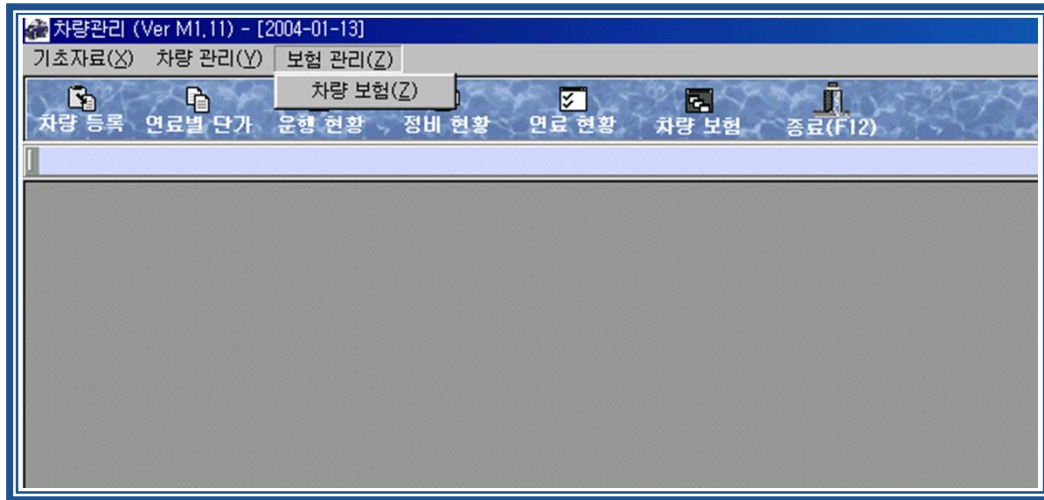 차량관리 (Ver M1,11) - [2004-01-13]
기초자료(X) 차량 관리(Y) 보험 관리(Z)
차량 보험(Z)
차량 등록 연료별 단가 운행 현황 정비 현황 연료 현황 차량 보험 종료(F12)